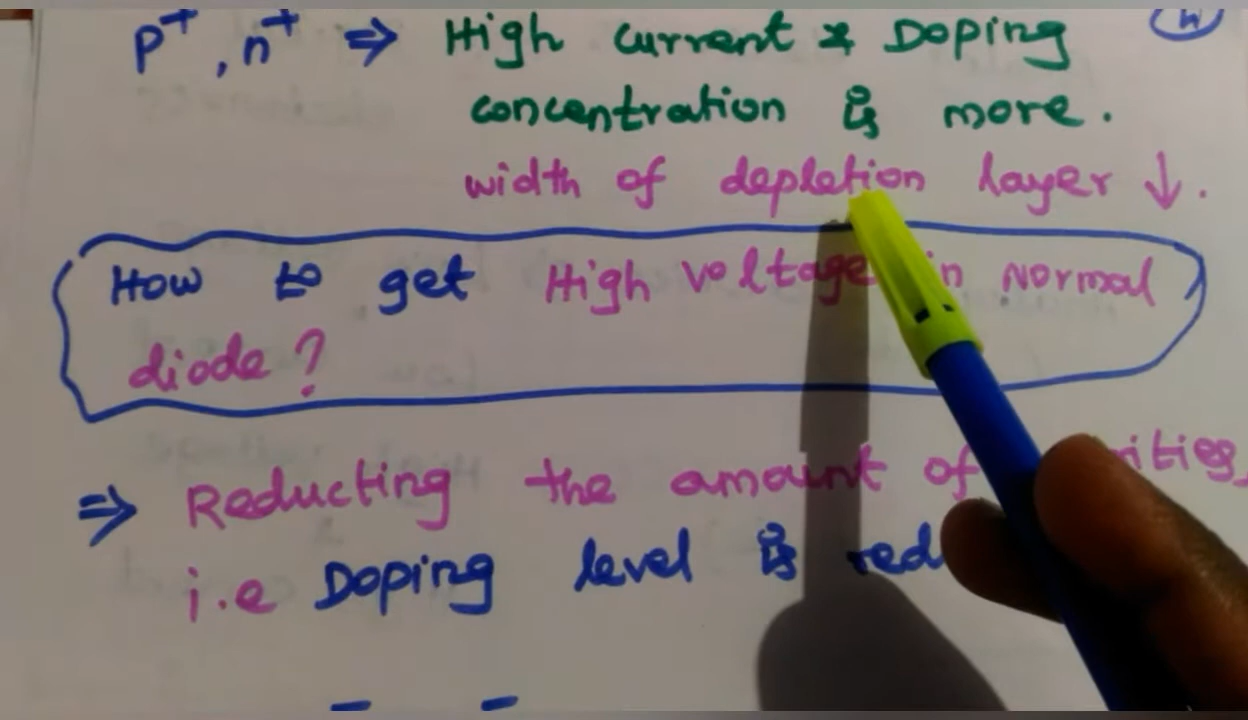 p⁺, n⁺ ⇒ High current & Doping
concentration is more.
width of depletion layer ↓.
How to get High Voltage in Normal
diode?
⇒ Reducting the amount of
i.e Doping level is